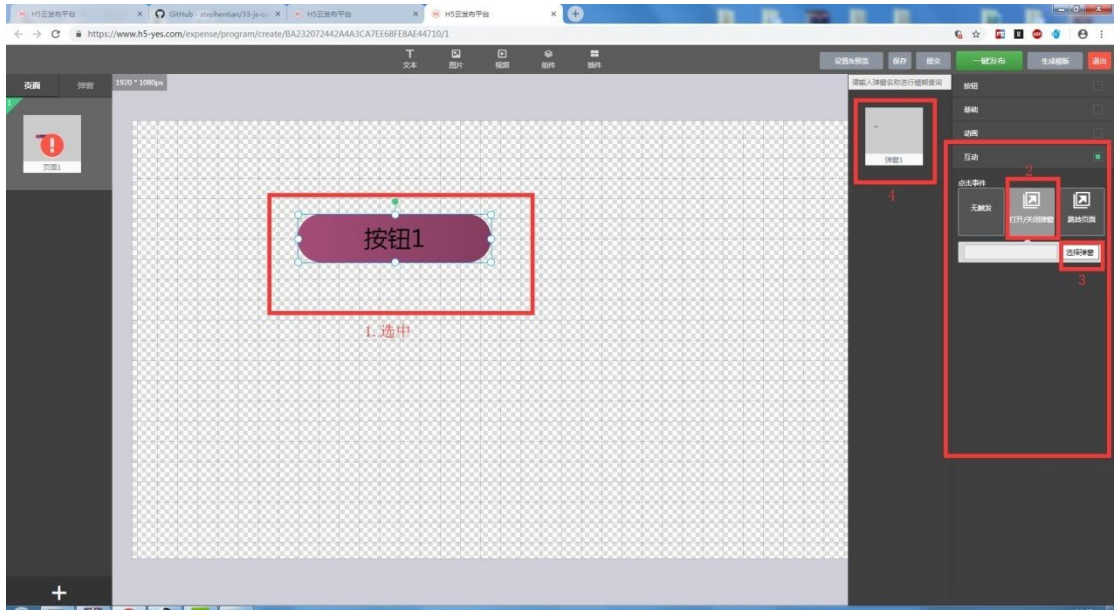 H5云发布平台
GitHub - stephentian/33-js-co
H5云发布平台
H5云发布平台
https://www.h5-yes.com/expense/program/create/BA232072442A4A3CA7EE68FE8AE44710/1
文本
图片
视频
组件
插件
设置与预览
保存
提交
一键发布
生成模版
退出
页面
弹窗
1920 * 1080px
请输入弹窗名称进行模糊查询
按钮
1
基础
动画
页面1
弹窗1
互动
2
4
点击事件
无触发
打开/关闭弹窗
跳转页面
按钮1
选择弹窗
3
1.选中